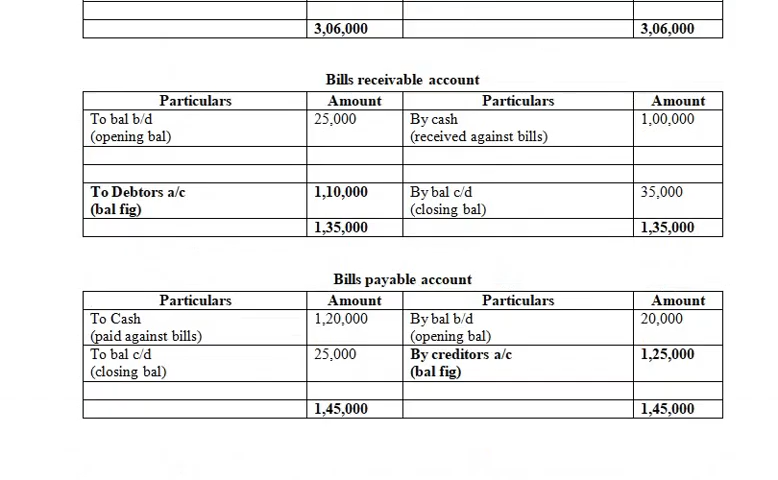 3,06,000 3,06,000
Bills receivable account
Particulars Amount Particulars Amount
To bal b/d 25,000 By cash 1,00,000
(opening bal) (received against bills)
To Debtors a/c 1,10,000 By bal c/d 35,000
(bal fig) (closing bal)
1,35,000 1,35,000
Bills payable account
Particulars Amount Particulars Amount
To Cash 1,20,000 By bal b/d 20,000
(paid against bills) (opening bal)
To bal c/d 25,000 By creditors a/c 1,25,000
(closing bal) (bal fig)
1,45,000 1,45,000